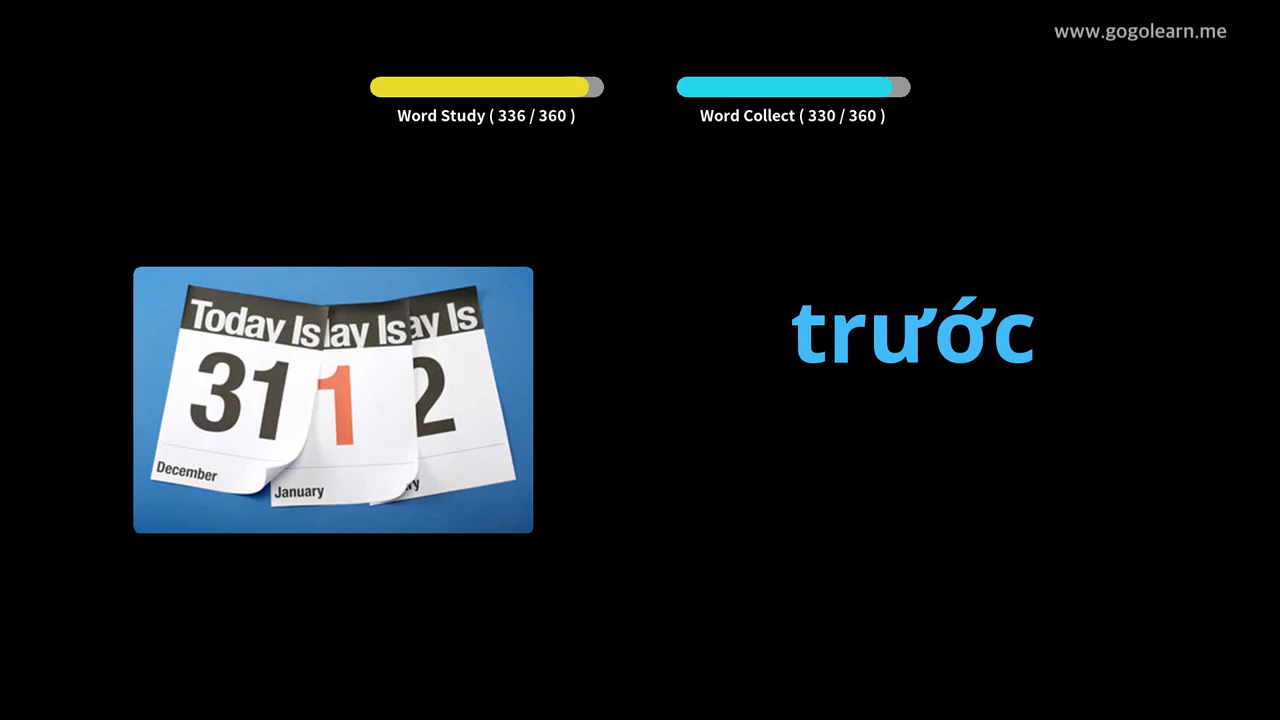 www.gogolearn.me
Word Study ( 336 / 360 )
Word Collect ( 330 / 360 )
Today Is
ay Is
ay Is
31
1
2
December
January
ry
trước